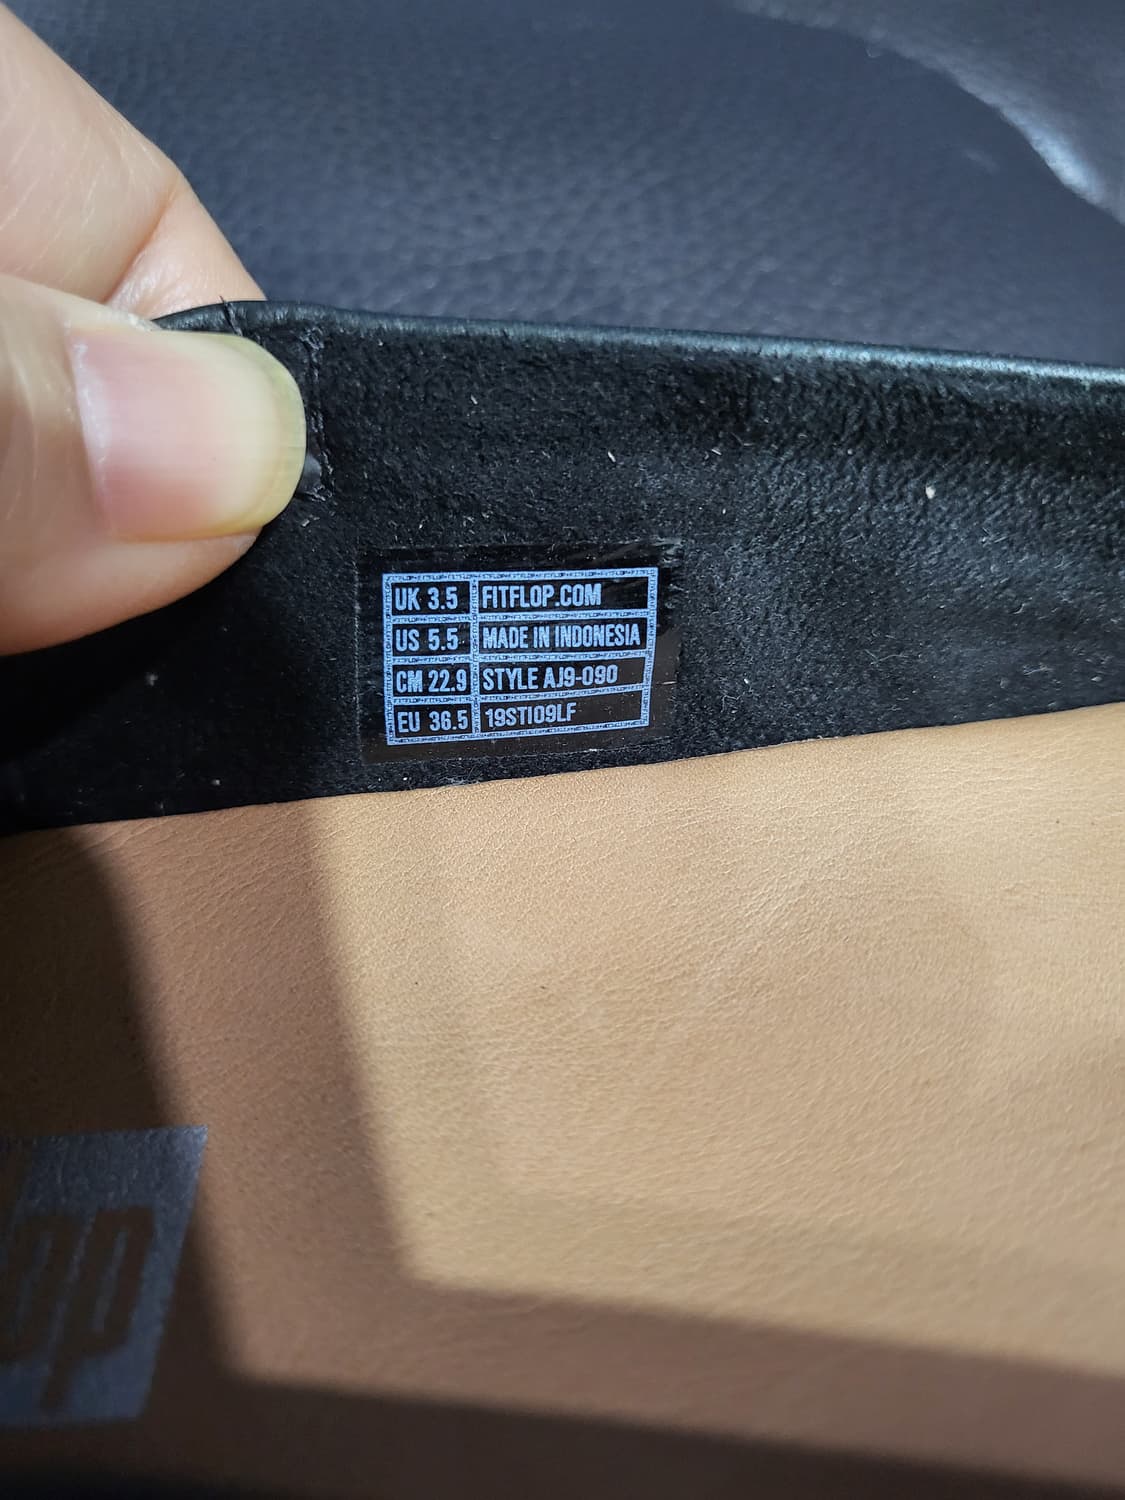 UK 3.5 FITFLOP.COM
US 5.5 MADE IN INDONESIA
CM 22.9 STYLE AJ9-090
EU 36.5 19STI09LF
op